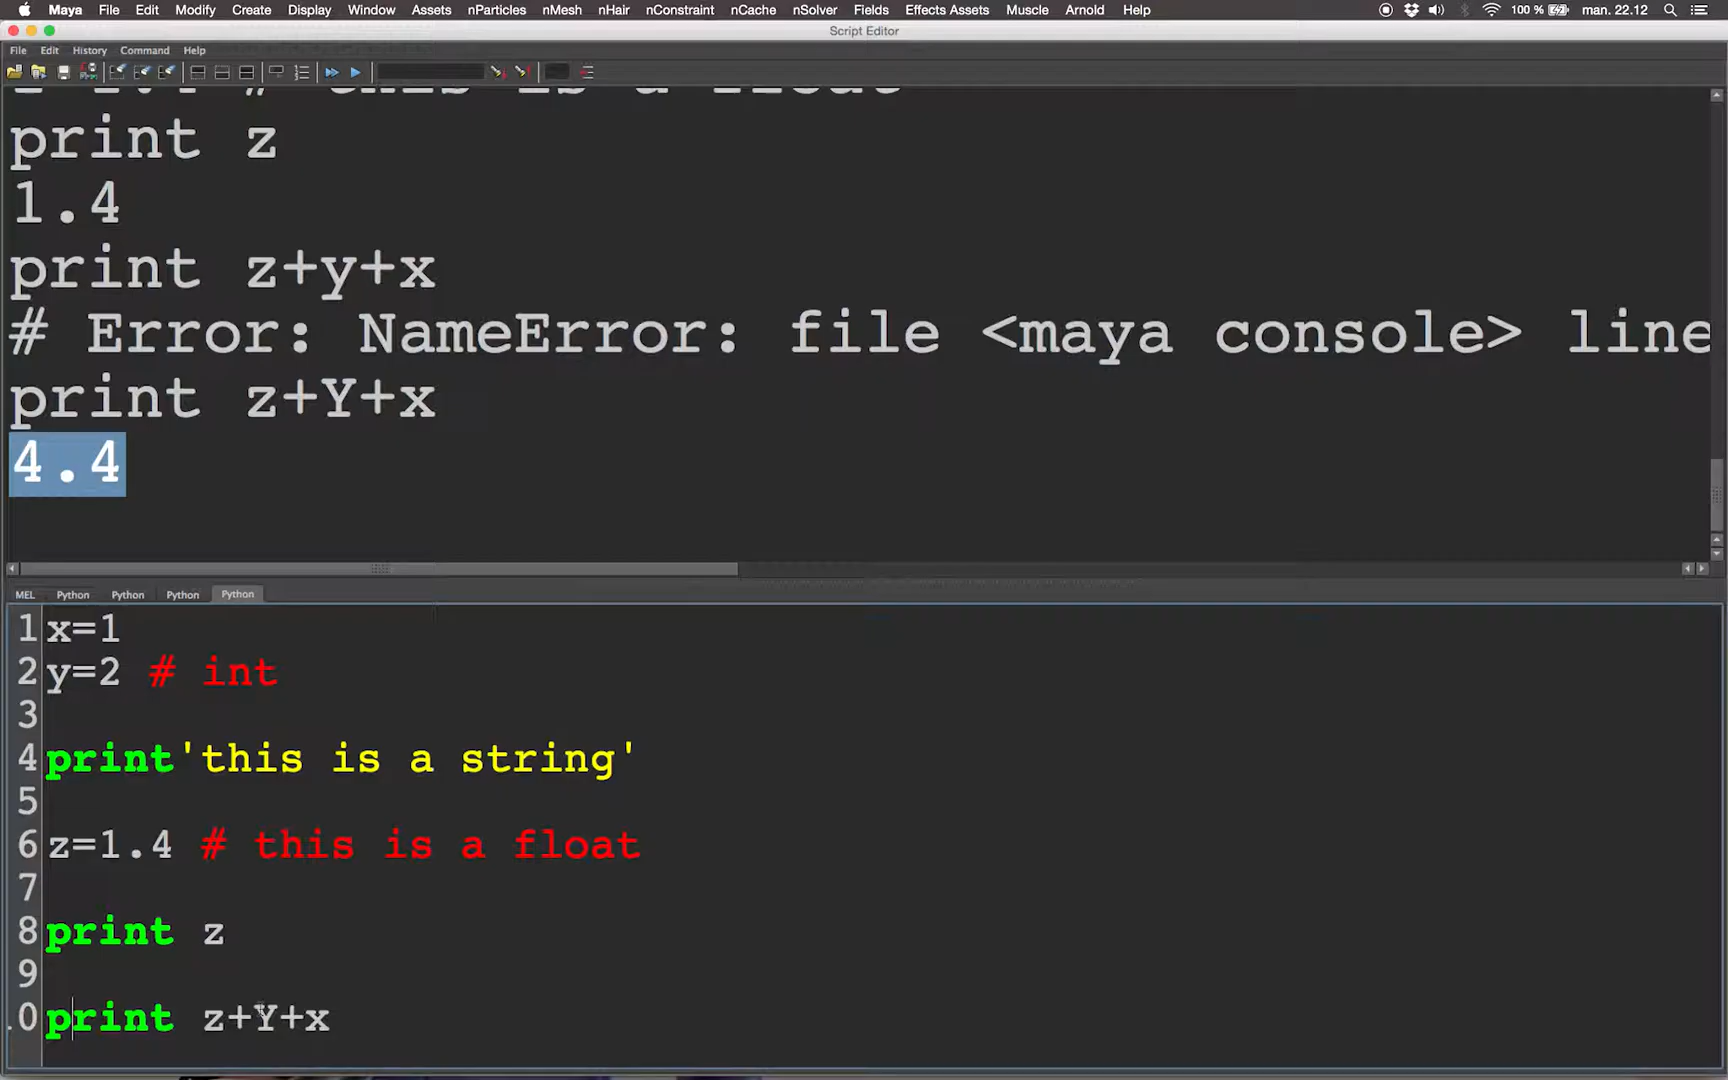 Maya File Edit Modify Create Display Window Assets nParticles nMesh nHair nConstraint nCache nSolver Fields Effects Assets Muscle Arnold Help 100 % man. 22.12
Script Editor
File Edit History Command Help
# this is a float
print z
1.4
print z+y+x
# Error: NameError: file <maya console> line
print z+Y+x
4.4
MEL Python Python Python Python
1 x=1
2 y=2 # int
3
4 print'this is a string'
5
6 z=1.4 # this is a float
7
8 print z
9
0 print z+Y+x